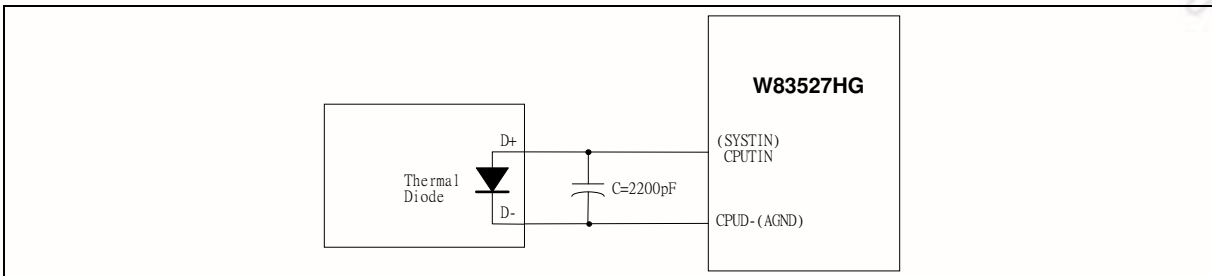 W83527HG
D+
(SYSTIN)
CPUTIN
Thermal
Diode
C=2200pF
D-
CPUD-(AGND)